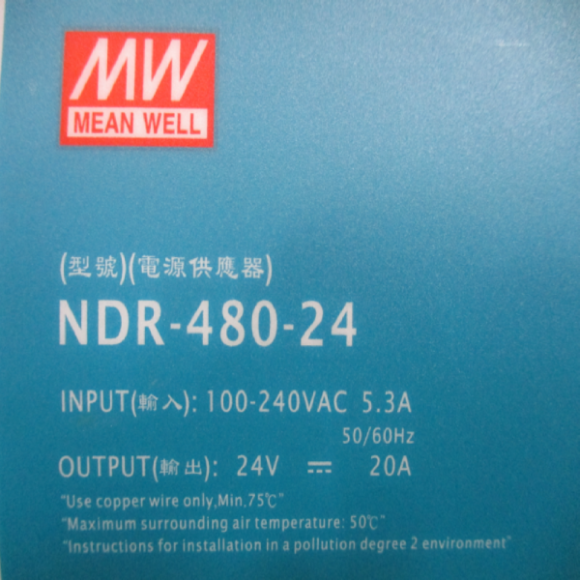 MW
MEAN WELL
(型號)(電源供應器)
NDR-480-24
INPUT(輸入): 100-240VAC 5.3A
50/60Hz
OUTPUT(輸出): 24V ⎓ 20A
"Use copper wire only,Min.75℃"
"Maximum surrounding air temperature: 50℃"
"Instructions for installation in a pollution degree 2 environment"